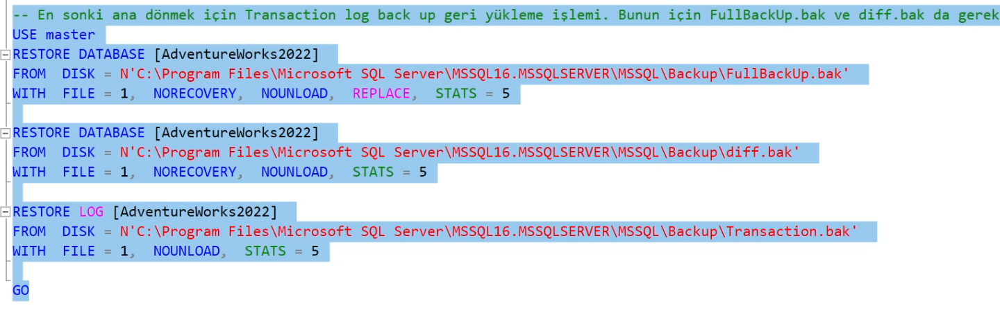 -- En sonki ana dönmek için Transaction log back up geri yükleme işlemi. Bunun için FullBackUp.bak ve diff.bak da gerek
USE master
RESTORE DATABASE [AdventureWorks2022]
FROM  DISK = N'C:\Program Files\Microsoft SQL Server\MSSQL16.MSSQLSERVER\MSSQL\Backup\FullBackUp.bak'
WITH  FILE = 1,  NORECOVERY,  NOUNLOAD,  REPLACE,  STATS = 5
RESTORE DATABASE [AdventureWorks2022]
FROM  DISK = N'C:\Program Files\Microsoft SQL Server\MSSQL16.MSSQLSERVER\MSSQL\Backup\diff.bak'
WITH  FILE = 1,  NORECOVERY,  NOUNLOAD,  STATS = 5
RESTORE LOG [AdventureWorks2022]
FROM  DISK = N'C:\Program Files\Microsoft SQL Server\MSSQL16.MSSQLSERVER\MSSQL\Backup\Transaction.bak'
WITH  FILE = 1,  NOUNLOAD,  STATS = 5
GO